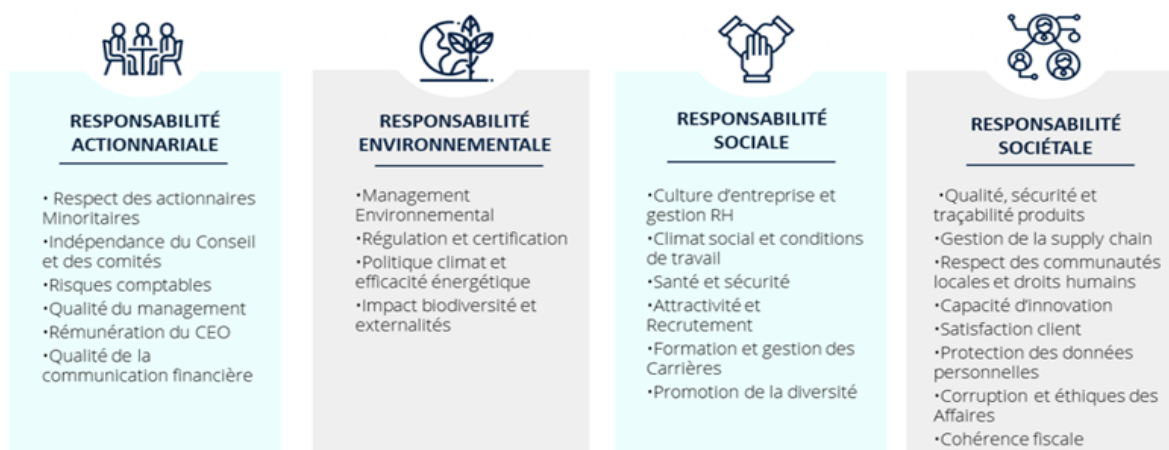 RESPONSABILITÉ
ACTIONNARIALE
• Respect des actionnaires
Minoritaires
•Indépendance du Conseil
et des comités
•Risques comptables
•Qualité du management
•Rémunération du CEO
•Qualité de la
communication financière
RESPONSABILITÉ
ENVIRONNEMENTALE
•Management
Environnemental
•Régulation et certification
•Politique climat et
efficacité énergétique
•Impact biodiversité et
externalités
RESPONSABILITÉ
SOCIALE
•Culture d'entreprise et
gestion RH
•Climat social et conditions
de travail
•Santé et sécurité
•Attractivité et
Recrutement
•Formation et gestion des
Carrières
•Promotion de la diversité
RESPONSABILITÉ
SOCIÉTALE
•Qualité, sécurité et
traçabilité produits
•Gestion de la supply chain
•Respect des communautés
locales et droits humains
•Capacité d'innovation
•Satisfaction client
•Protection des données
personnelles
•Corruption et éthiques des
Affaires
•Cohérence fiscale